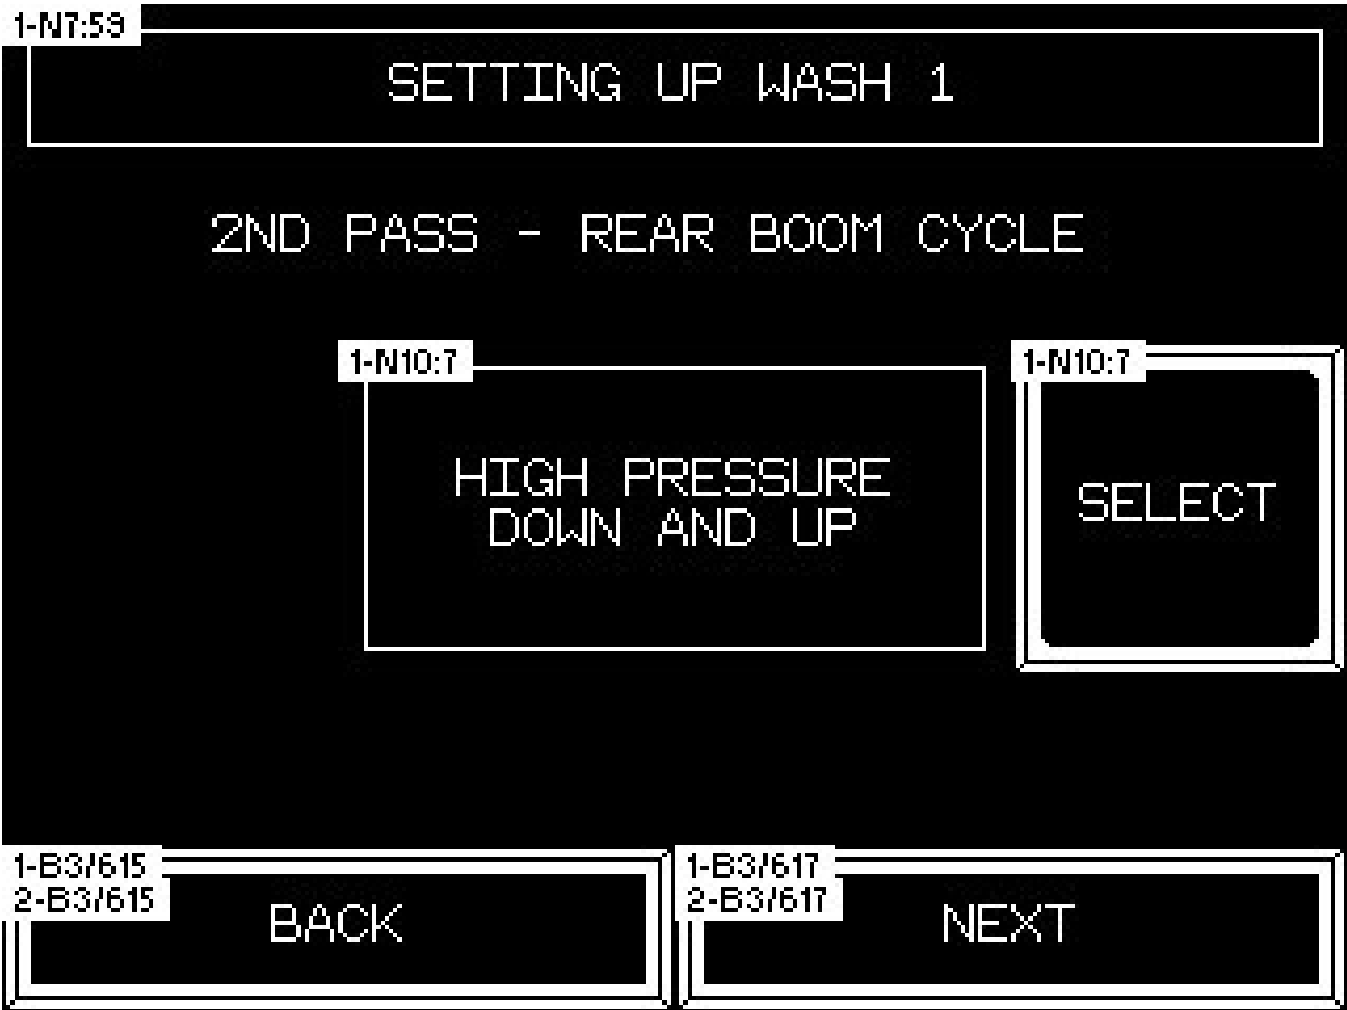 1-N7:59
SETTING UP WASH 1
2ND PASS - REAR BOOM CYCLE
1-N10:7
1-N10:7
HIGH PRESSURE
DOWN AND UP
SELECT
1-B3/615
2-B3/615
BACK
1-B3/617
2-B3/617
NEXT